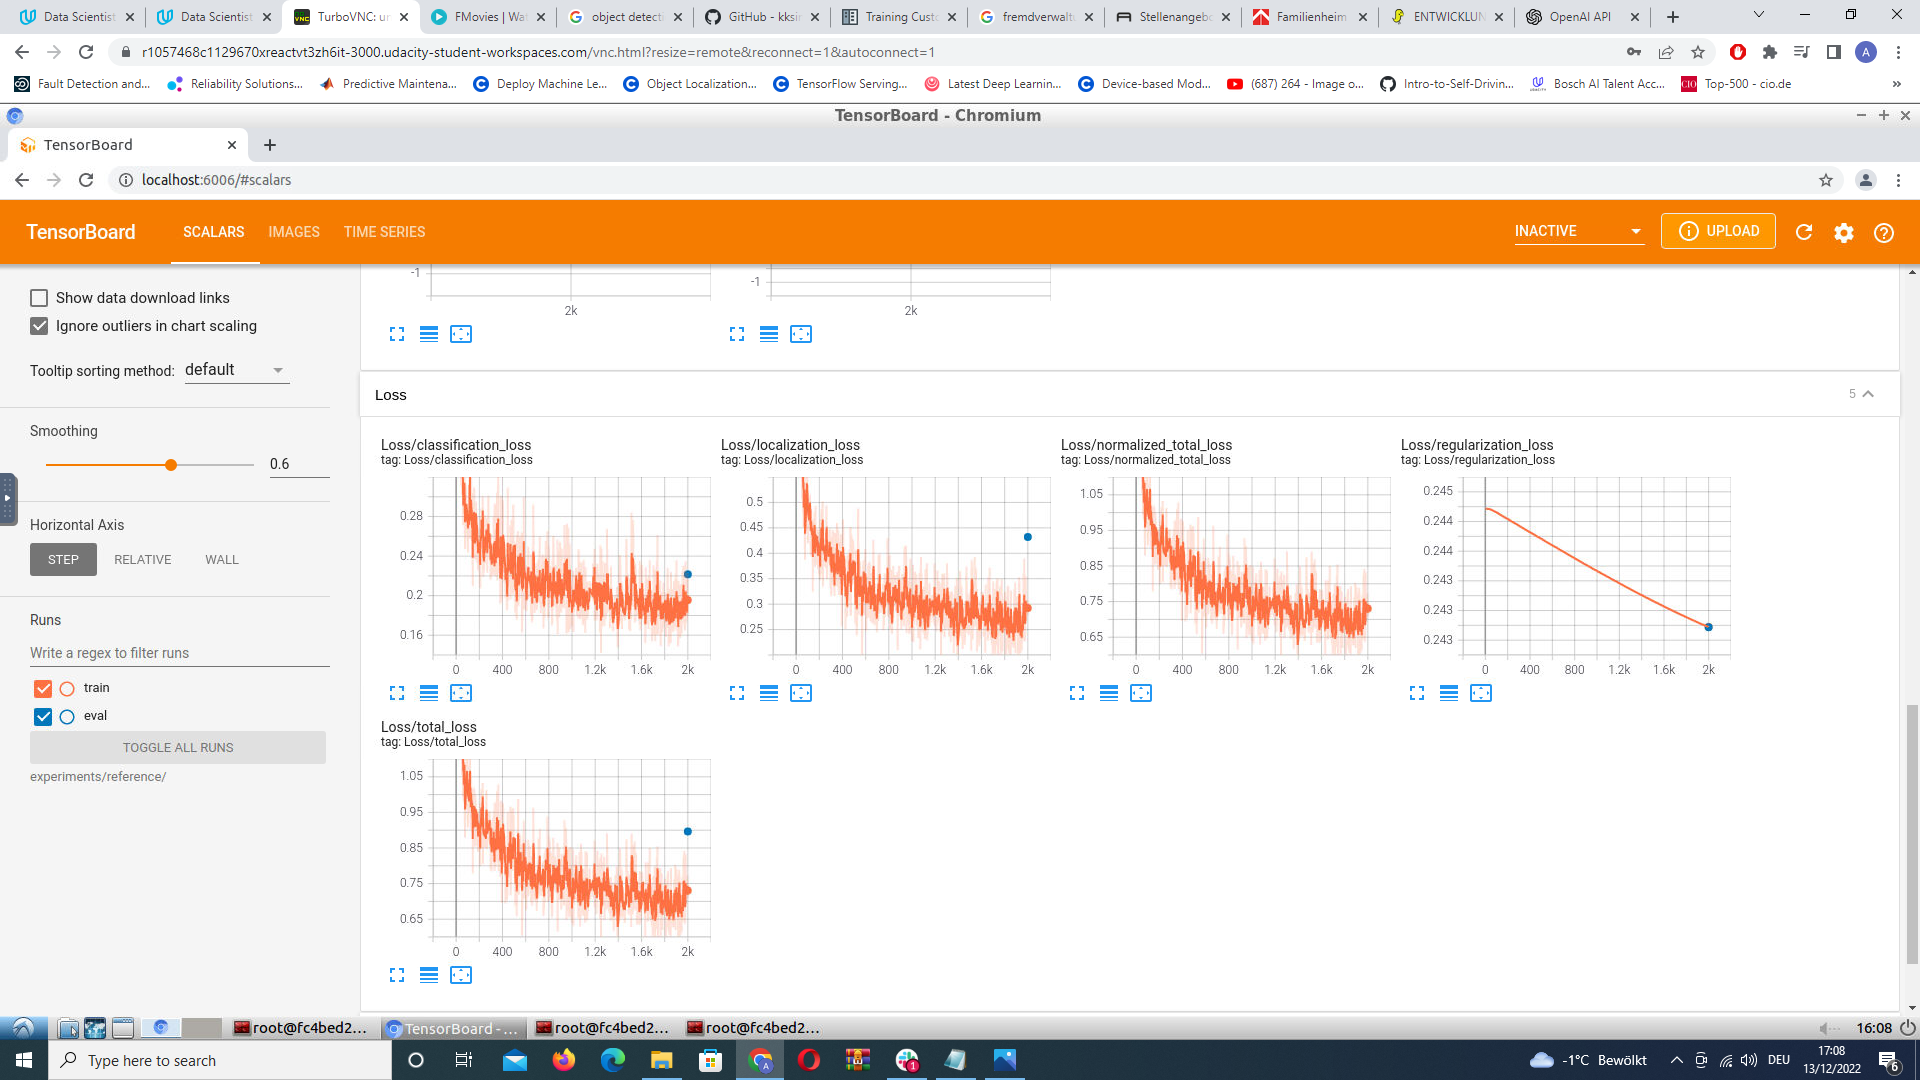 Data Scientist
Data Scientist
TurboVNC: un
FMovies | Wat
object detecti
GitHub - kksin
Training Custo
fremdverwaltu
Stellenangebo
Familienheim
ENTWICKLUN
OpenAI API
r1057468c1129670xreactvt3zh6it-3000.udacity-student-workspaces.com/vnc.html?resize=remote&reconnect=1&autoconnect=1
Fault Detection and...
Reliability Solutions...
Predictive Maintena...
Deploy Machine Le...
Object Localization...
TensorFlow Serving...
Latest Deep Learnin...
Device-based Mod...
(687) 264 - Image o...
Intro-to-Self-Drivin...
Bosch AI Talent Acc...
Top-500 - cio.de
TensorBoard - Chromium
TensorBoard
localhost:6006/#scalars
TensorBoard
SCALARS
IMAGES
TIME SERIES
INACTIVE
UPLOAD
Show data download links
Ignore outliers in chart scaling
Tooltip sorting method: default
Smoothing
0.6
Horizontal Axis
STEP
RELATIVE
WALL
Runs
Write a regex to filter runs
train
eval
TOGGLE ALL RUNS
experiments/reference/
-1
2k
-1
2k
Loss
5
Loss/classification_loss
tag: Loss/classification_loss
0.28
0.24
0.2
0.16
0 400 800 1.2k 1.6k 2k
Loss/localization_loss
tag: Loss/localization_loss
0.5
0.45
0.4
0.35
0.3
0.25
0 400 800 1.2k 1.6k 2k
Loss/normalized_total_loss
tag: Loss/normalized_total_loss
1.05
0.95
0.85
0.75
0.65
0 400 800 1.2k 1.6k 2k
Loss/regularization_loss
tag: Loss/regularization_loss
0.245
0.244
0.244
0.243
0.243
0.243
0 400 800 1.2k 1.6k 2k
Loss/total_loss
tag: Loss/total_loss
1.05
0.95
0.85
0.75
0.65
0 400 800 1.2k 1.6k 2k
root@fc4bed2...
TensorBoard - ...
root@fc4bed2...
root@fc4bed2...
16:08
Type here to search
-1°C Bewölkt
DEU
17:08
13/12/2022
6